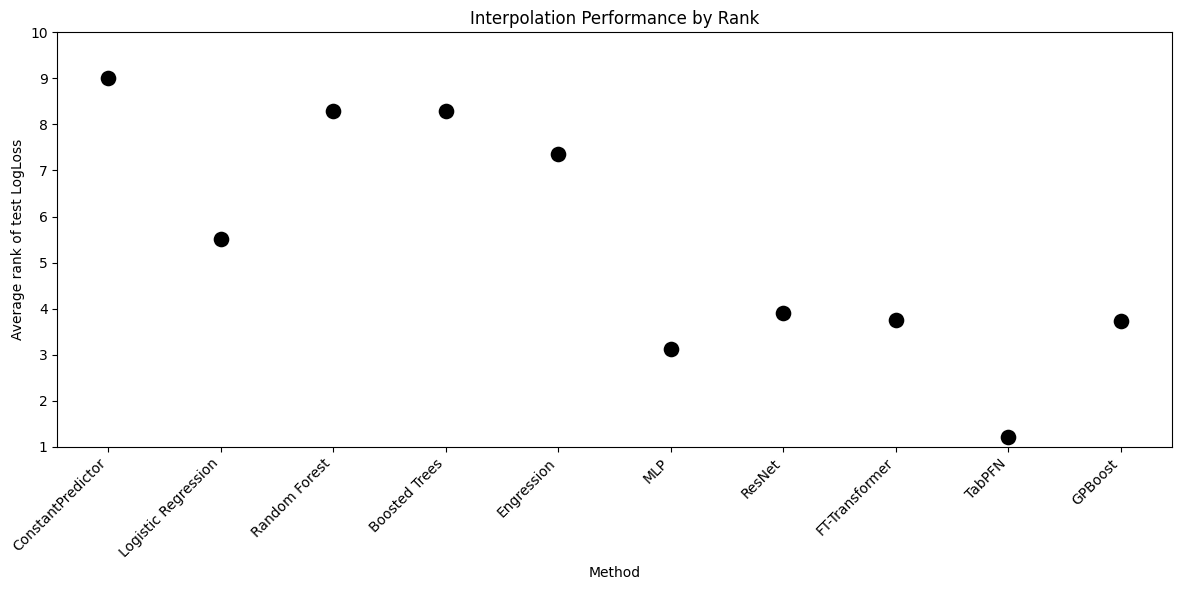 Interpolation Performance by Rank
Average rank of test LogLoss
10
9
8
7
6
5
4
3
2
1
ConstantPredictor
Logistic Regression
Random Forest
Boosted Trees
Engression
MLP
ResNet
FT-Transformer
TabPFN
GPBoost
Method